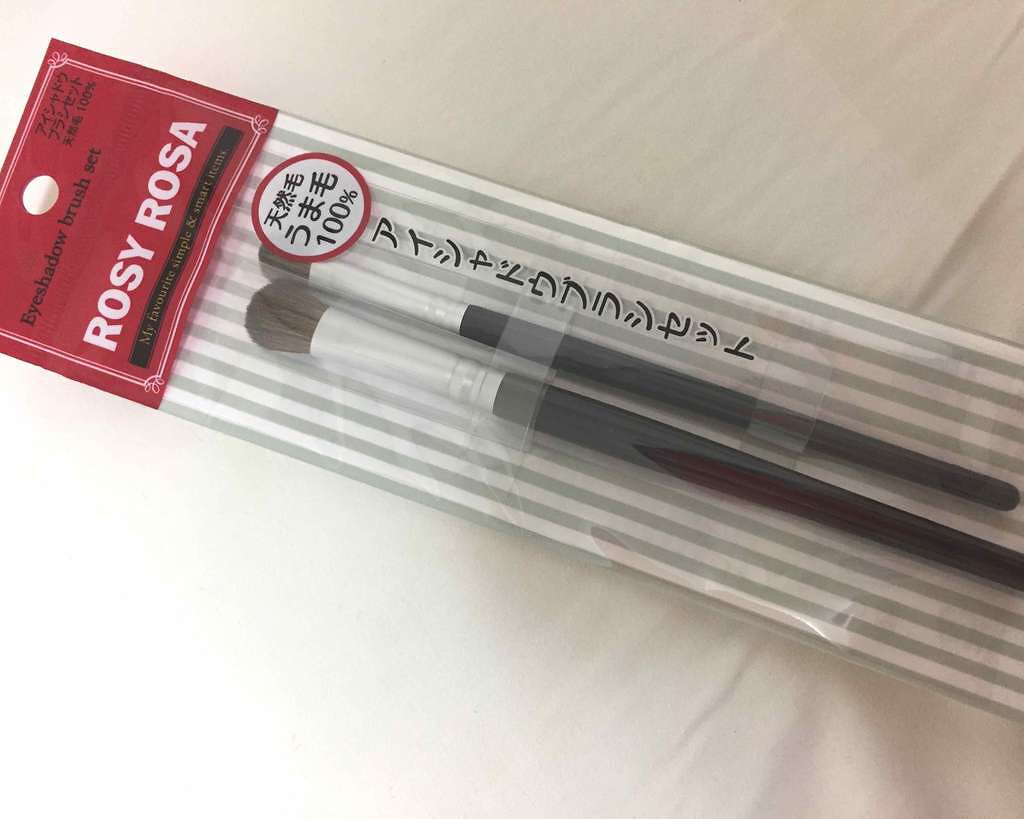 アイシャドウ
ブラシセット
天然毛 100%
Eyeshadow brush set
ROSY ROSA
My favourite simple & smart items.
天然毛
うま毛
100%
アイシャドウブラシセット